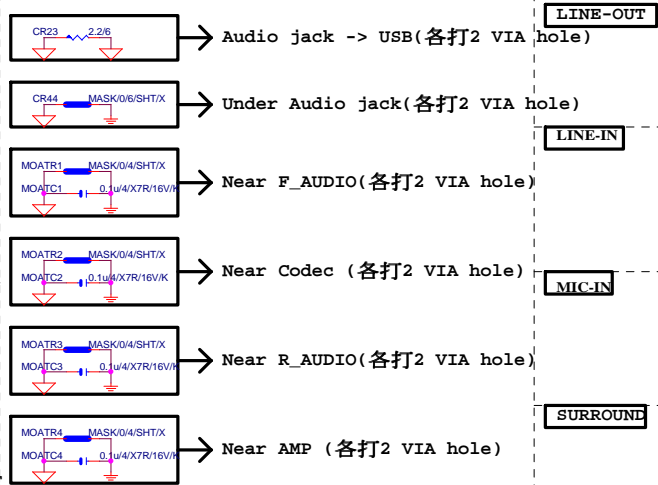 LINE-OUT
CR23 2.2/6
Audio jack -> USB(各打2 VIA hole)
CR44 MASK/0/6/SHT/X
Under Audio jack(各打2 VIA hole)
LINE-IN
MOATR1 MASK/0/4/SHT/X
MOATC1 0.1u/4/X7R/16V/K
Near F_AUDIO(各打2 VIA hole)
MOATR2 MASK/0/4/SHT/X
MOATC2 0.1u/4/X7R/16V/K
Near Codec (各打2 VIA hole)
MIC-IN
MOATR3 MASK/0/4/SHT/X
MOATC3 0.1u/4/X7R/16V/K
Near R_AUDIO(各打2 VIA hole)
SURROUND
MOATR4 MASK/0/4/SHT/X
MOATC4 0.1u/4/X7R/16V/K
Near AMP (各打2 VIA hole)